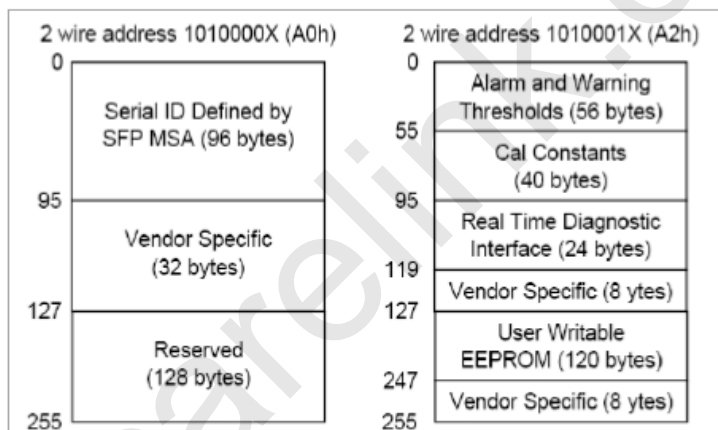 2 wire address 1010000X (A0h)
0
Serial ID Defined by
SFP MSA (96 bytes)
95
Vendor Specific
(32 bytes)
127
Reserved
(128 bytes)
255
2 wire address 1010001X (A2h)
0
Alarm and Warning
Thresholds (56 bytes)
55
Cal Constants
(40 bytes)
95
Real Time Diagnostic
Interface (24 bytes)
119
Vendor Specific (8 ytes)
127
User Writable
EEPROM (120 bytes)
247
Vendor Specific (8 ytes)
255
arelink.c